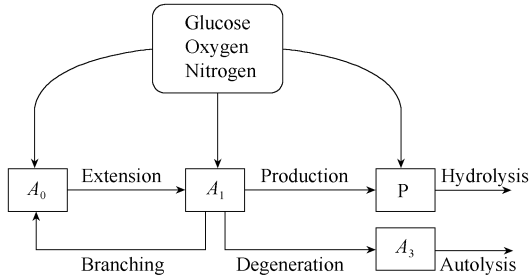 Glucose
Oxygen
Nitrogen
A₀
Extension
A₁
Production
P
Hydrolysis
Branching
Degeneration
A₃
Autolysis